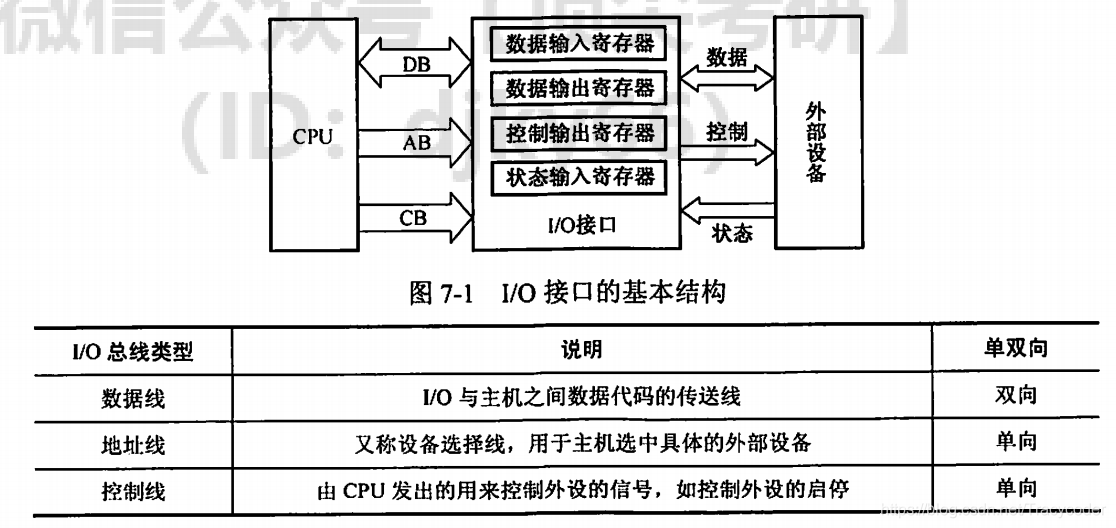 微信公众号【顶尖考研】
(ID: djky66)
CPU
DB
AB
CB
数据输入寄存器
数据输出寄存器
控制输出寄存器
状态输入寄存器
I/O接口
数据
控制
状态
外部设备
图 7-1 I/O 接口的基本结构
I/O 总线类型 说明 单双向
数据线 I/O 与主机之间数据代码的传送线 双向
地址线 又称设备选择线，用于主机选中具体的外部设备 单向
控制线 由 CPU 发出的用来控制外设的信号，如控制外设的启停 单向